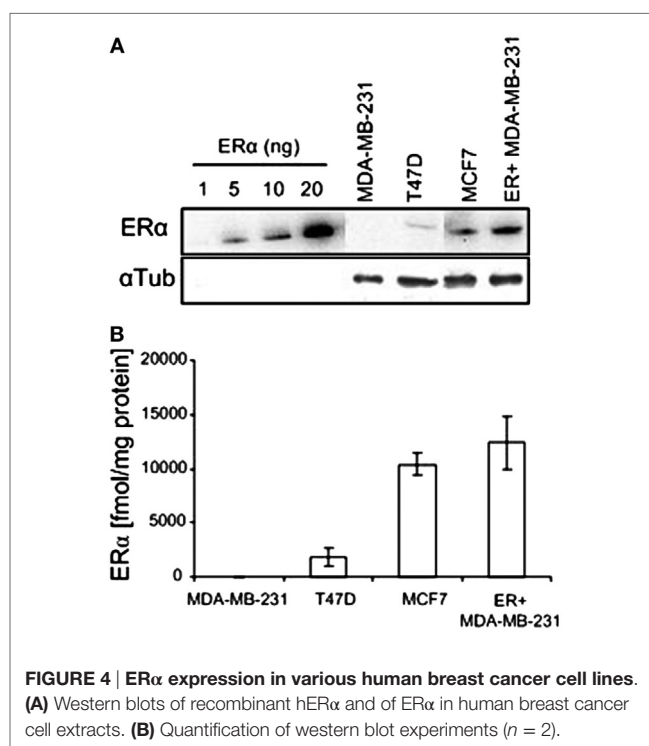 A
ERα (ng)
1 5 10 20
MDA-MB-231
T47D
MCF7
ER+ MDA-MB-231
ERα
αTub
B
ERα [fmol/mg protein]
20000
15000
10000
5000
0
MDA-MB-231 T47D MCF7 ER+
MDA-MB-231
FIGURE 4 | ERα expression in various human breast cancer cell lines.
(A) Western blots of recombinant hERα and of ERα in human breast cancer
cell extracts. (B) Quantification of western blot experiments (n = 2).